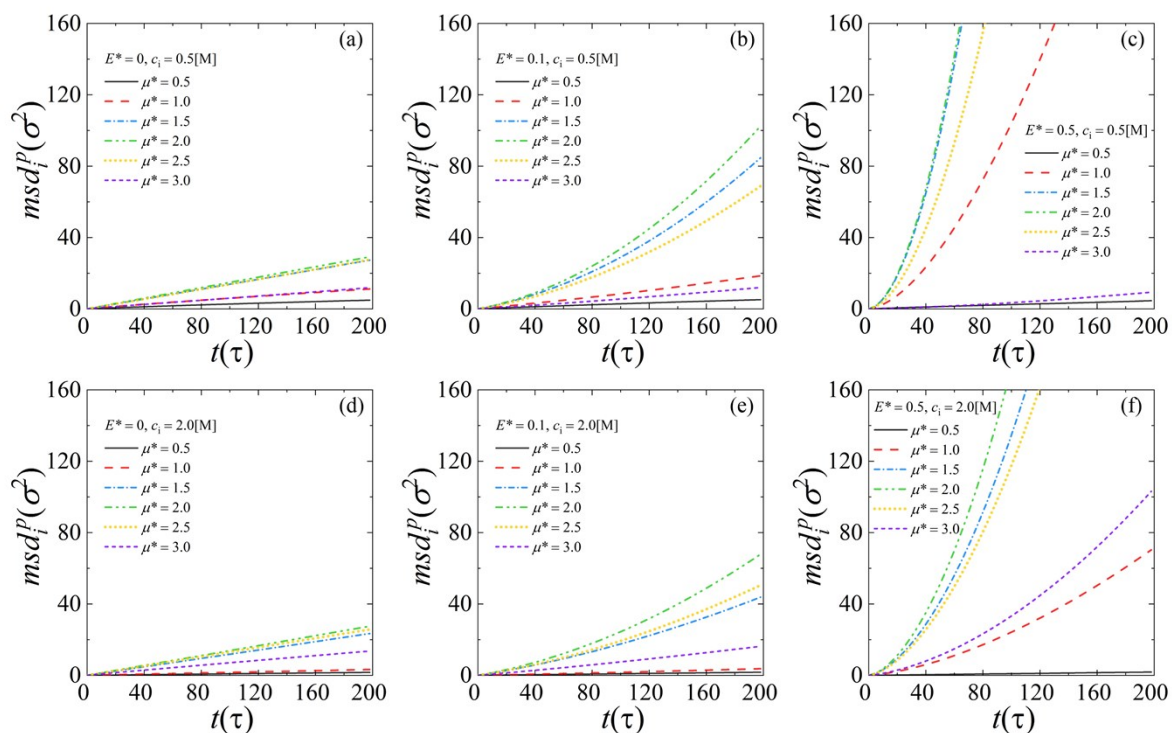 (a)
E* = 0, c_i = 0.5[M]
μ* = 0.5
μ* = 1.0
μ* = 1.5
μ* = 2.0
μ* = 2.5
μ* = 3.0
msd_i^p(σ²)
160
120
80
40
0
0 40 80 120 160 200
t(τ)
(b)
E* = 0.1, c_i = 0.5[M]
μ* = 0.5
μ* = 1.0
μ* = 1.5
μ* = 2.0
μ* = 2.5
μ* = 3.0
msd_i^p(σ²)
160
120
80
40
0
0 40 80 120 160 200
t(τ)
(c)
E* = 0.5, c_i = 0.5[M]
μ* = 0.5
μ* = 1.0
μ* = 1.5
μ* = 2.0
μ* = 2.5
μ* = 3.0
msd_i^p(σ²)
160
120
80
40
0
0 40 80 120 160 200
t(τ)
(d)
E* = 0, c_i = 2.0[M]
μ* = 0.5
μ* = 1.0
μ* = 1.5
μ* = 2.0
μ* = 2.5
μ* = 3.0
msd_i^p(σ²)
160
120
80
40
0
0 40 80 120 160 200
t(τ)
(e)
E* = 0.1, c_i = 2.0[M]
μ* = 0.5
μ* = 1.0
μ* = 1.5
μ* = 2.0
μ* = 2.5
μ* = 3.0
msd_i^p(σ²)
160
120
80
40
0
0 40 80 120 160 200
t(τ)
(f)
E* = 0.5, c_i = 2.0[M]
μ* = 0.5
μ* = 1.0
μ* = 1.5
μ* = 2.0
μ* = 2.5
μ* = 3.0
msd_i^p(σ²)
160
120
80
40
0
0 40 80 120 160 200
t(τ)